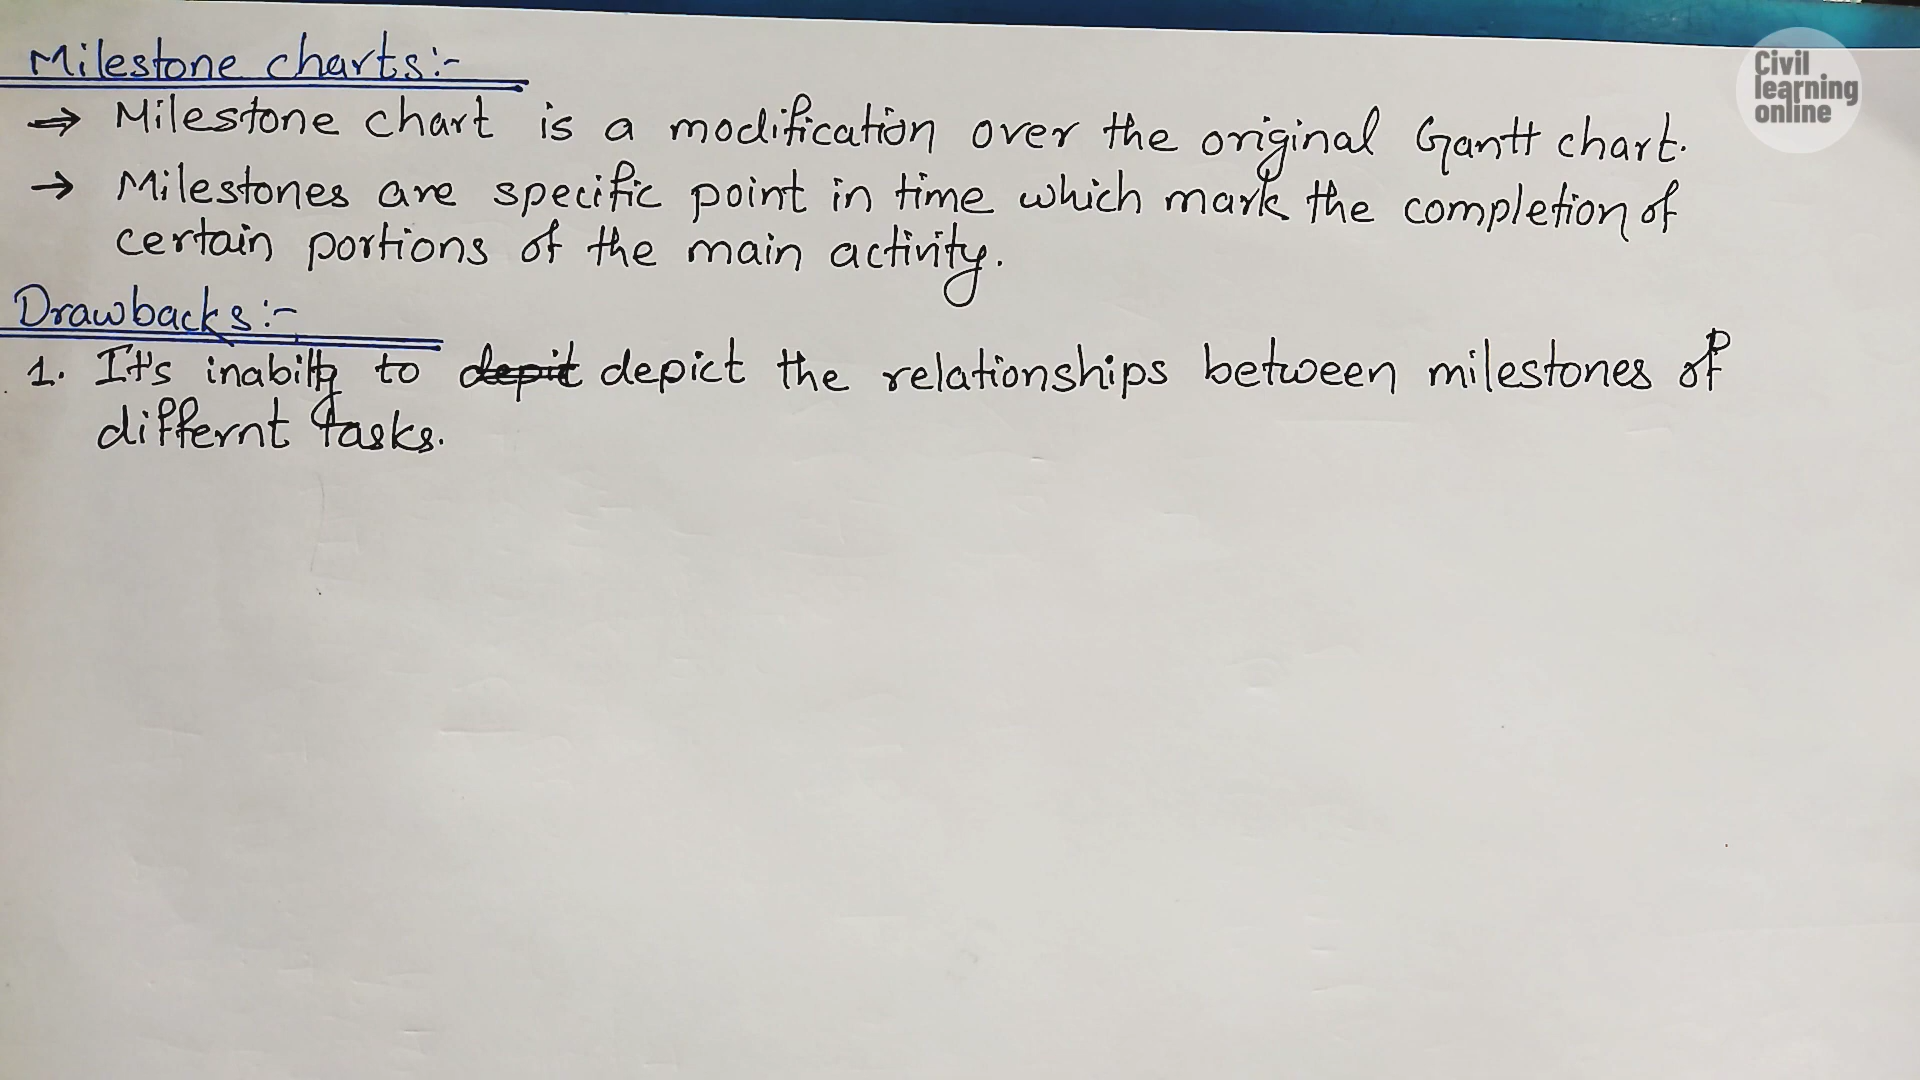 Milestone charts:-
→ Milestone chart is a modification over the original Gantt chart.
→ Milestones are specific point in time which mark the completion of
certain portions of the main activity.
Drawbacks:-
1. It's inability to depit depict the relationships between milestones of
differnt tasks.
Civil
learning
online